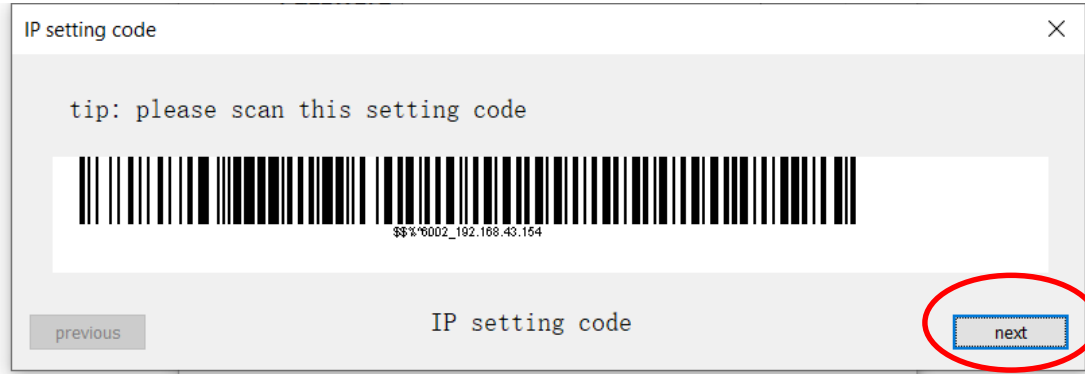 IP setting code
tip: please scan this setting code
$$%^6002_192.168.43.154
previous
IP setting code
next